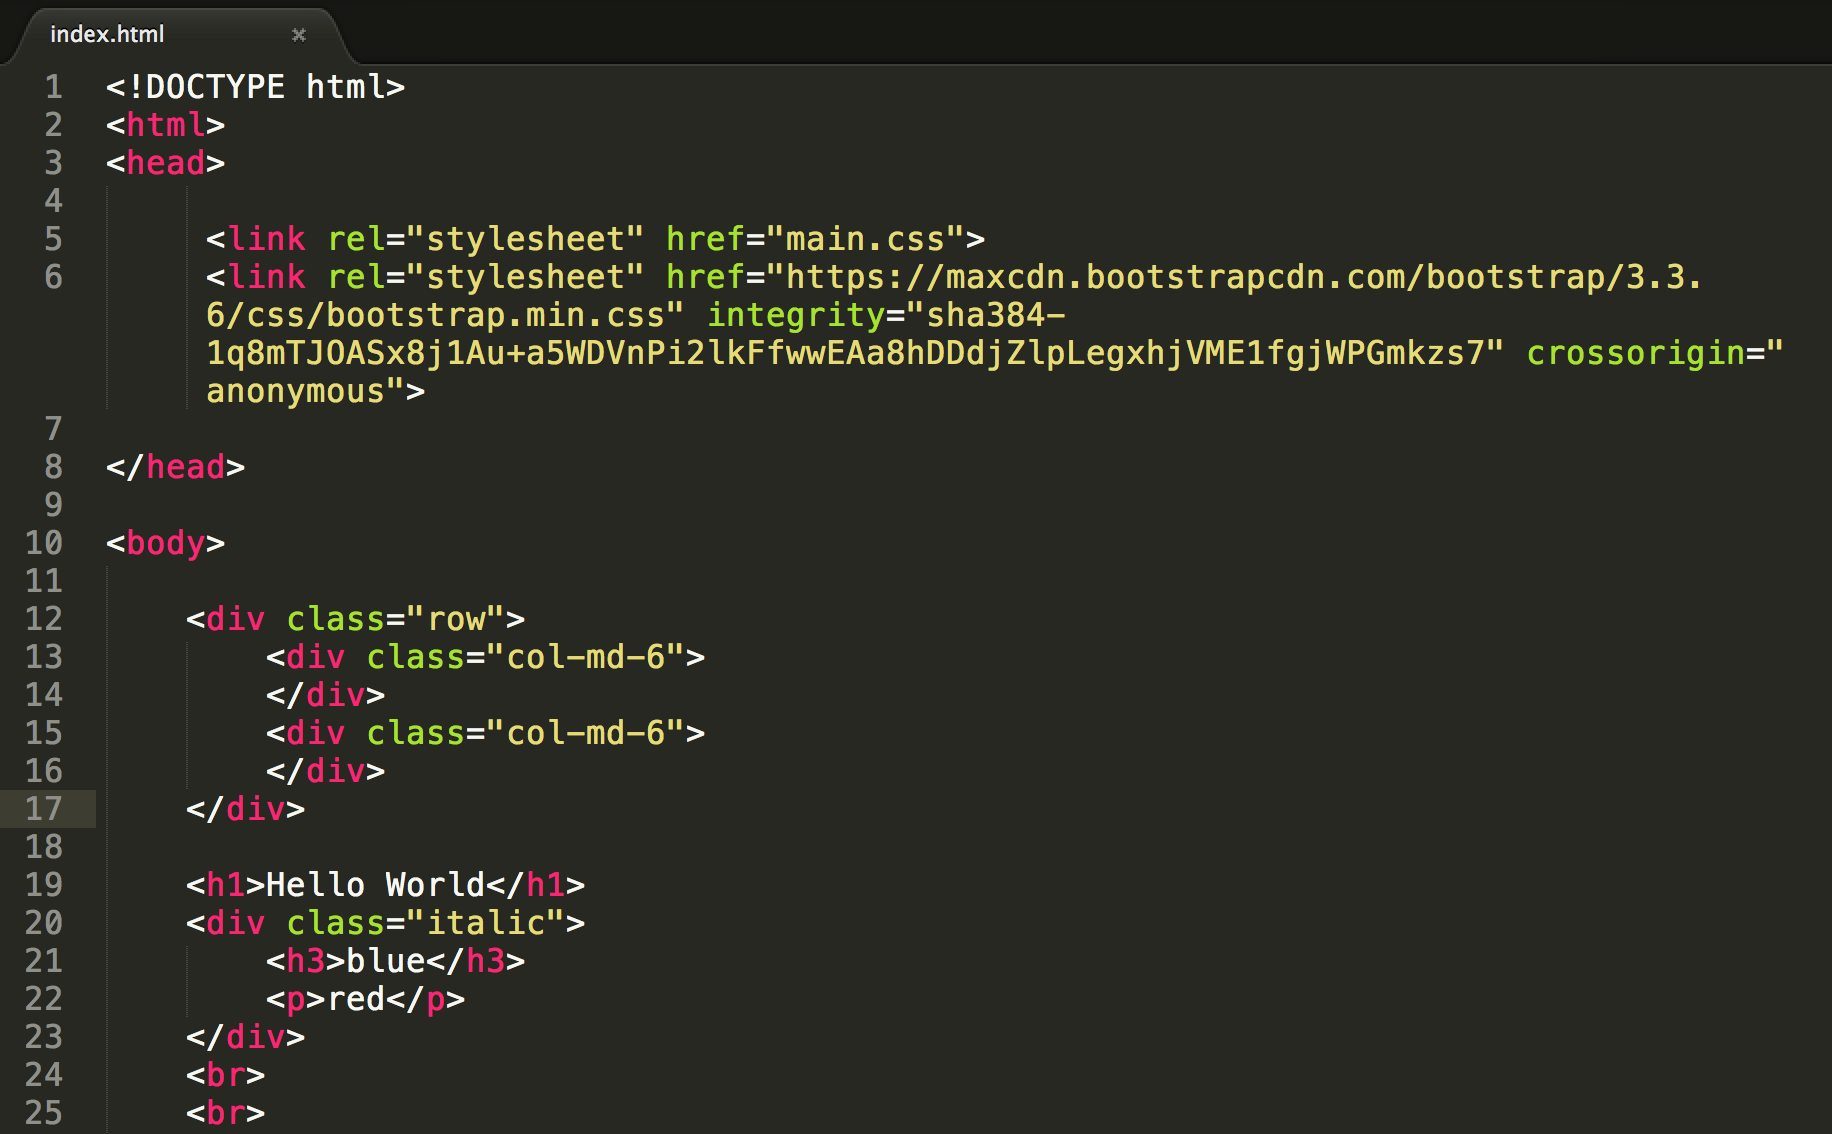 index.html
1 <!DOCTYPE html>
2 <html>
3 <head>
4
5 <link rel="stylesheet" href="main.css">
6 <link rel="stylesheet" href="https://maxcdn.bootstrapcdn.com/bootstrap/3.3.
6/css/bootstrap.min.css" integrity="sha384-
1q8mTJOASx8j1Au+a5WDVnPi2lkFfwwEAa8hDDdjZlpLegxhjVME1fgjWPGmkzs7" crossorigin="
anonymous">
7
8 </head>
9
10 <body>
11
12 <div class="row">
13 <div class="col-md-6">
14 </div>
15 <div class="col-md-6">
16 </div>
17 </div>
18
19 <h1>Hello World</h1>
20 <div class="italic">
21 <h3>blue</h3>
22 <p>red</p>
23 </div>
24 <br>
25 <br>